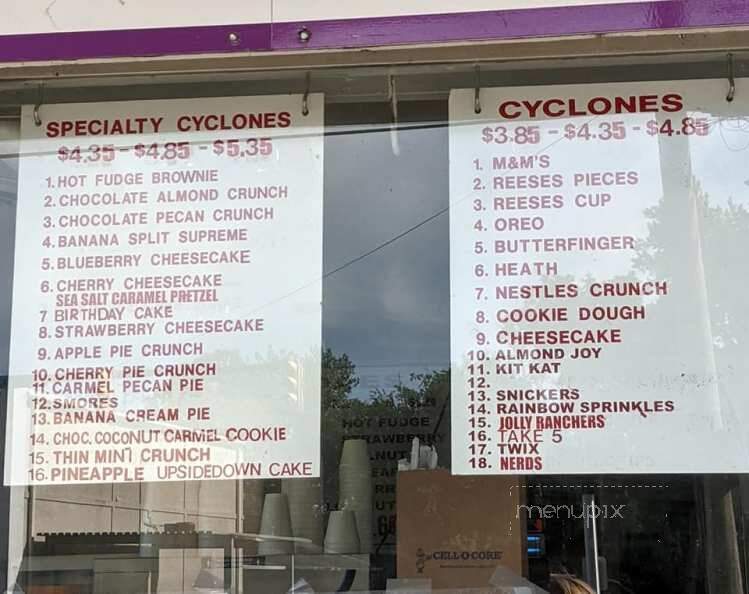 SPECIALTY CYCLONES
$4.35 - $4.85 - $5.35
1. HOT FUDGE BROWNIE
2. CHOCOLATE ALMOND CRUNCH
3. CHOCOLATE PECAN CRUNCH
4. BANANA SPLIT SUPREME
5. BLUEBERRY CHEESECAKE
6. CHERRY CHEESECAKE
SEA SALT CARAMEL PRETZEL
7 BIRTHDAY CAKE
8. STRAWBERRY CHEESECAKE
9. APPLE PIE CRUNCH
10. CHERRY PIE CRUNCH
11. CARMEL PECAN PIE
12. SMORES
13. BANANA CREAM PIE
14. CHOC. COCONUT CARMEL COOKIE
15. THIN MINT CRUNCH
16. PINEAPPLE UPSIDEDOWN CAKE
CYCLONES
$3.85 - $4.35 - $4.85
1. M&M'S
2. REESES PIECES
3. REESES CUP
4. OREO
5. BUTTERFINGER
6. HEATH
7. NESTLES CRUNCH
8. COOKIE DOUGH
9. CHEESECAKE
10. ALMOND JOY
11. KIT KAT
12.
13. SNICKERS
14. RAINBOW SPRINKLES
15. JOLLY RANCHERS
16. TAKE 5
17. TWIX
18. NERDS
HOT FUDGE
CELL-O-CORE
menupix